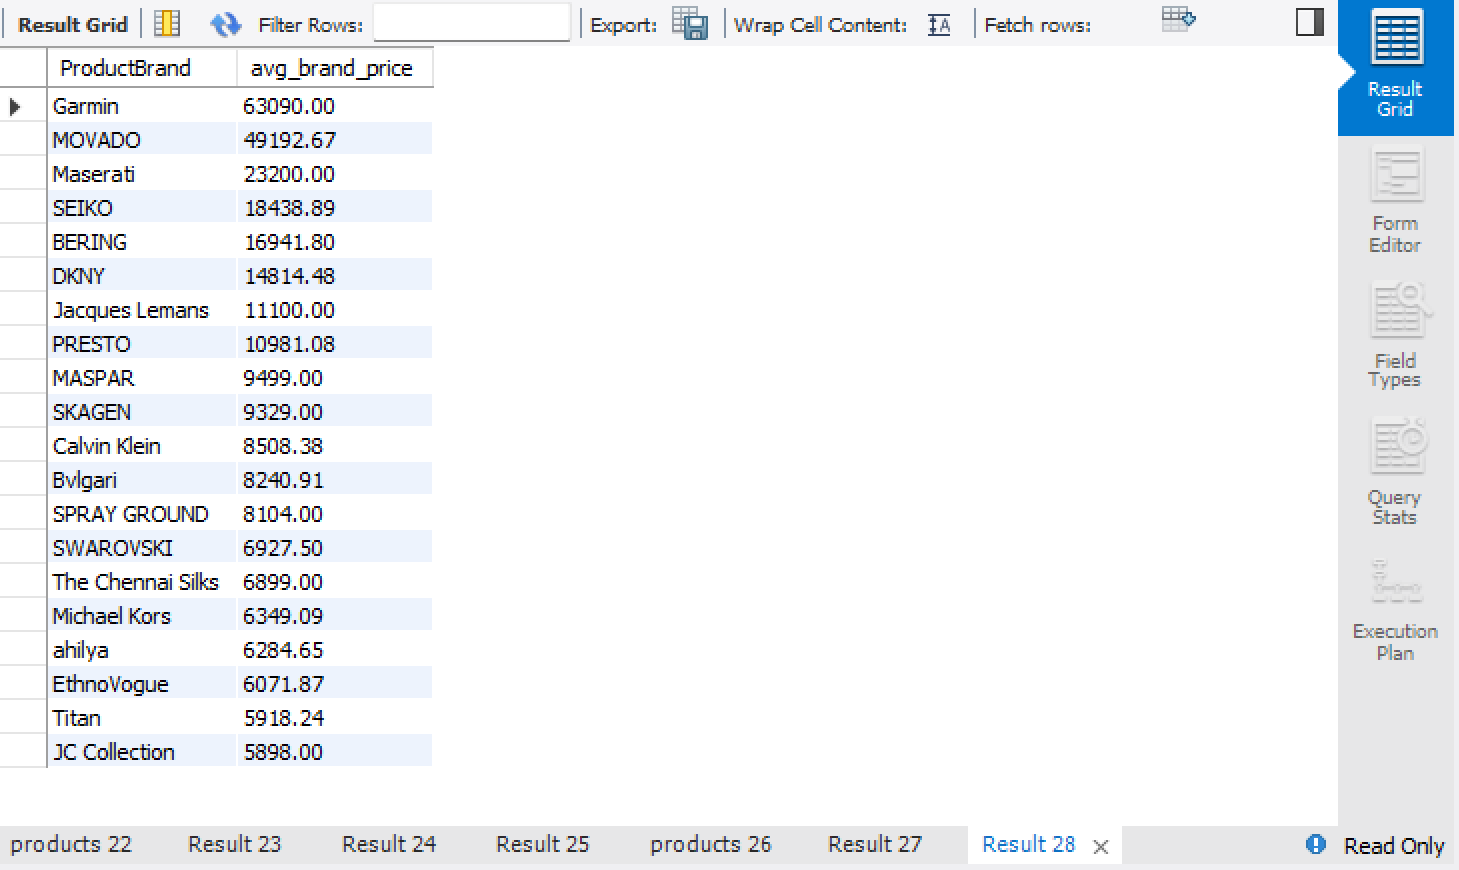 Result Grid Filter Rows: Export: Wrap Cell Content: Fetch rows:
ProductBrand avg_brand_price
Garmin 63090.00
MOVADO 49192.67
Maserati 23200.00
SEIKO 18438.89
BERING 16941.80
DKNY 14814.48
Jacques Lemans 11100.00
PRESTO 10981.08
MASPAR 9499.00
SKAGEN 9329.00
Calvin Klein 8508.38
Bvlgari 8240.91
SPRAY GROUND 8104.00
SWAROVSKI 6927.50
The Chennai Silks 6899.00
Michael Kors 6349.09
ahilya 6284.65
EthnoVogue 6071.87
Titan 5918.24
JC Collection 5898.00
Result
Grid
Form
Editor
Field
Types
Query
Stats
Execution
Plan
products 22 Result 23 Result 24 Result 25 products 26 Result 27 Result 28 Read Only